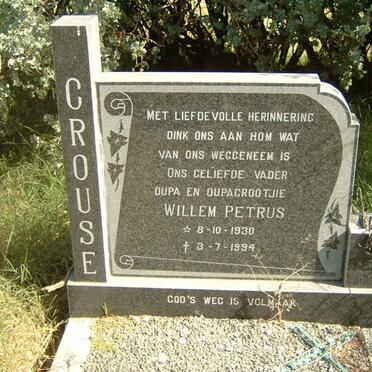 CROUSE
MET LIEFDEVOLLE HERINNERING
DINK ONS AAN HOM WAT
VAN ONS WEGGENEEM IS
ONS GELIEFDE VADER
OUPA EN OUPAGROOTJIE
WILLEM PETRUS
☆ 8-10-1930
✝ 3-7-1994
GOD'S WEG IS VOLMAAK